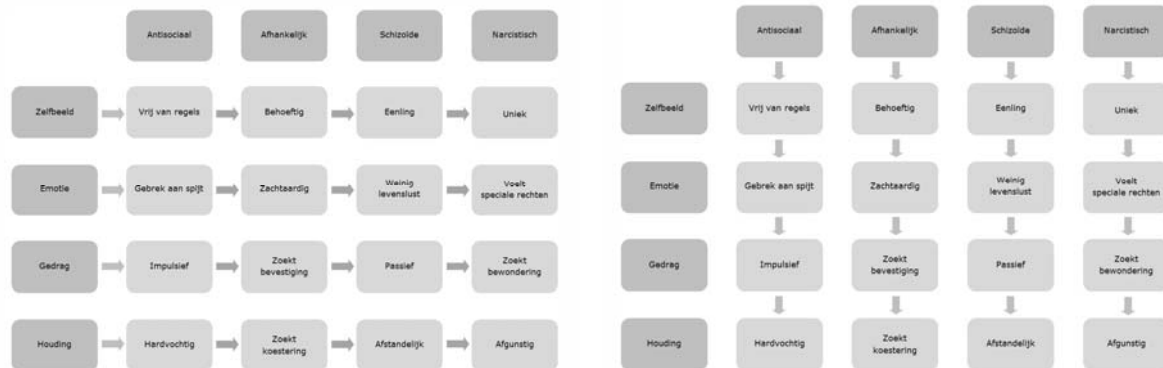 Antisociaal Afhankelijk Schizoïde Narcistisch
Zelfbeeld Vrij van regels Behoeftig Eenling Uniek
Emotie Gebrek aan spijt Zachtaardig Weinig levenslust Voelt speciale rechten
Gedrag Impulsief Zoekt bevestiging Passief Zoekt bewondering
Houding Hardvochtig Zoekt koestering Afstandelijk Afgunstig
Antisociaal Afhankelijk Schizoïde Narcistisch
Zelfbeeld Vrij van regels Behoeftig Eenling Uniek
Emotie Gebrek aan spijt Zachtaardig Weinig levenslust Voelt speciale rechten
Gedrag Impulsief Zoekt bevestiging Passief Zoekt bewondering
Houding Hardvochtig Zoekt koestering Afstandelijk Afgunstig